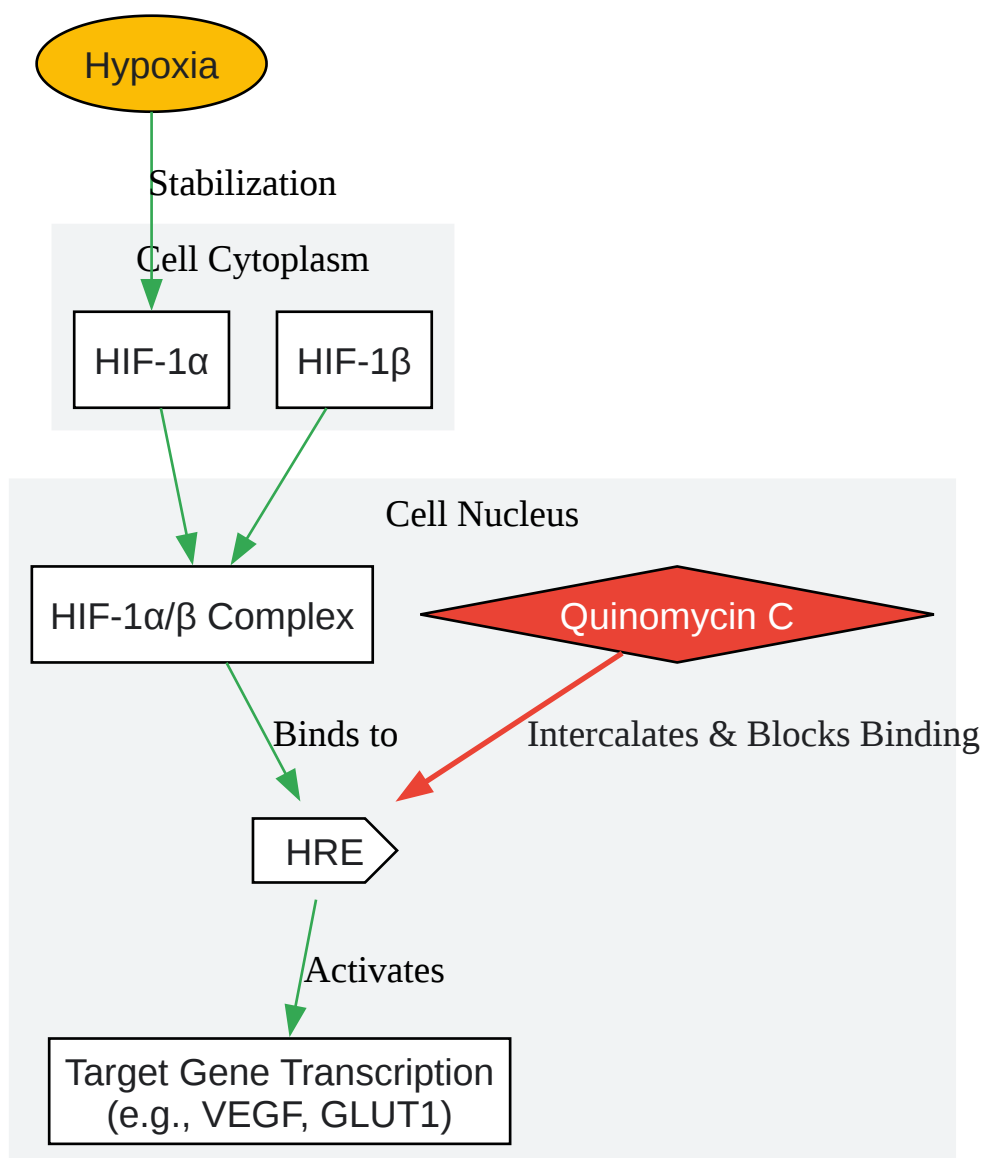 Hypoxia
Stabilization
Cell Cytoplasm
HIF-1α
HIF-1β
Cell Nucleus
HIF-1α/β Complex
Quinomycin C
Binds to
Intercalates & Blocks Binding
HRE
Activates
Target Gene Transcription
(e.g., VEGF, GLUT1)